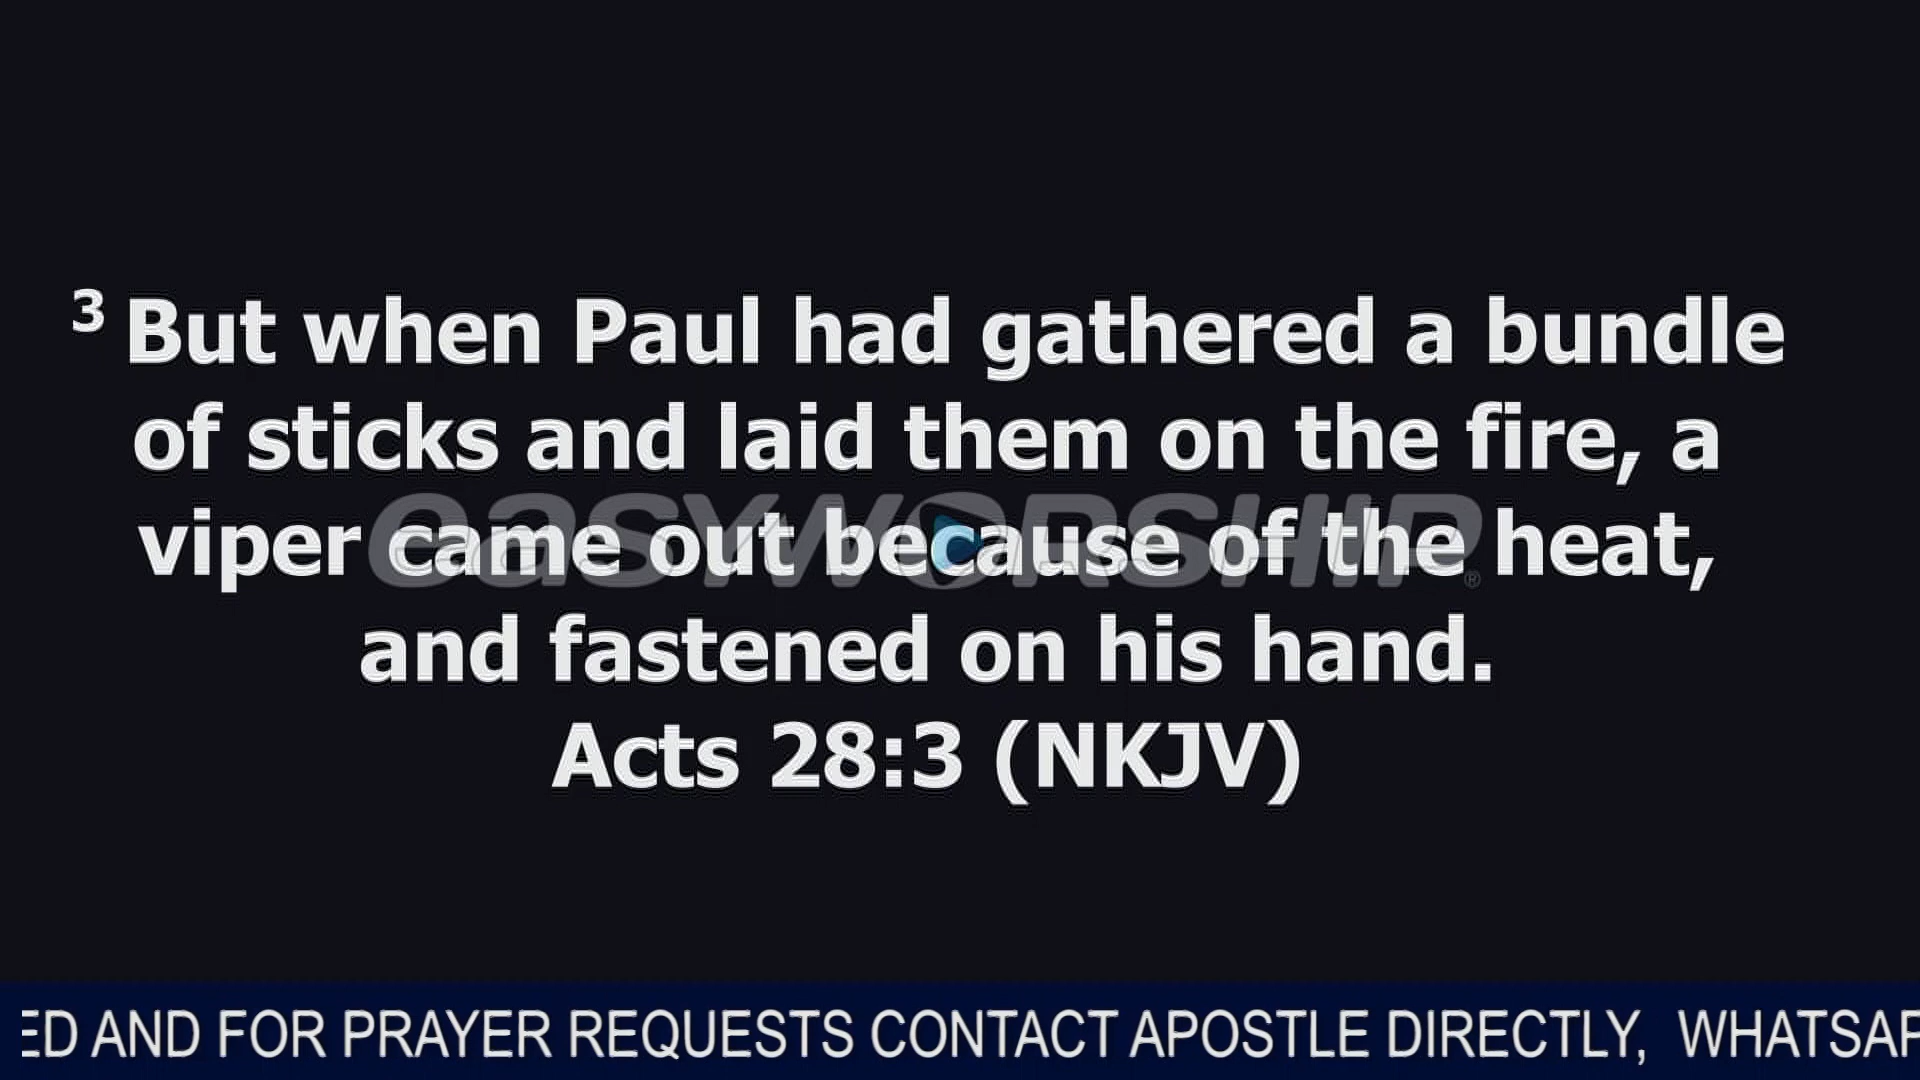 3 But when Paul had gathered a bundle
of sticks and laid them on the fire, a
viper came out because of the heat,
and fastened on his hand.
Acts 28:3 (NKJV)
easyworship®
ED AND FOR PRAYER REQUESTS CONTACT APOSTLE DIRECTLY, WHATSAP